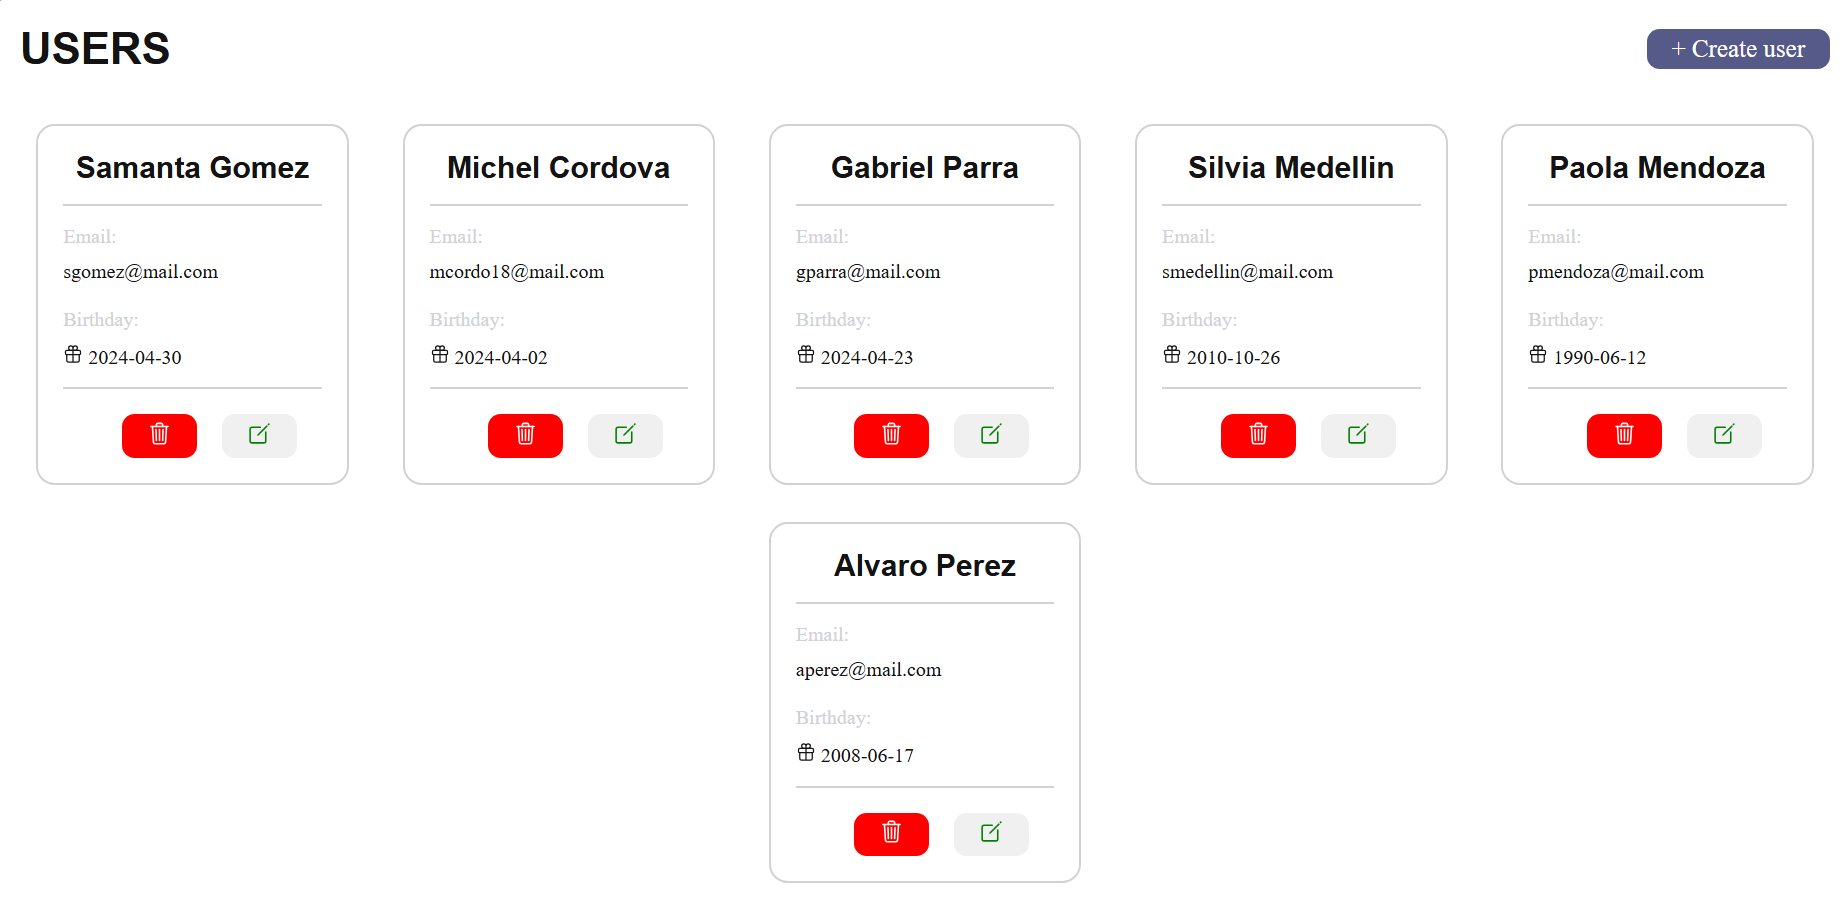 USERS
+ Create user
Samanta Gomez
Email:
sgomez@mail.com
Birthday:
2024-04-30
Michel Cordova
Email:
mcordo18@mail.com
Birthday:
2024-04-02
Gabriel Parra
Email:
gparra@mail.com
Birthday:
2024-04-23
Silvia Medellin
Email:
smedellin@mail.com
Birthday:
2010-10-26
Paola Mendoza
Email:
pmendoza@mail.com
Birthday:
1990-06-12
Alvaro Perez
Email:
aperez@mail.com
Birthday:
2008-06-17